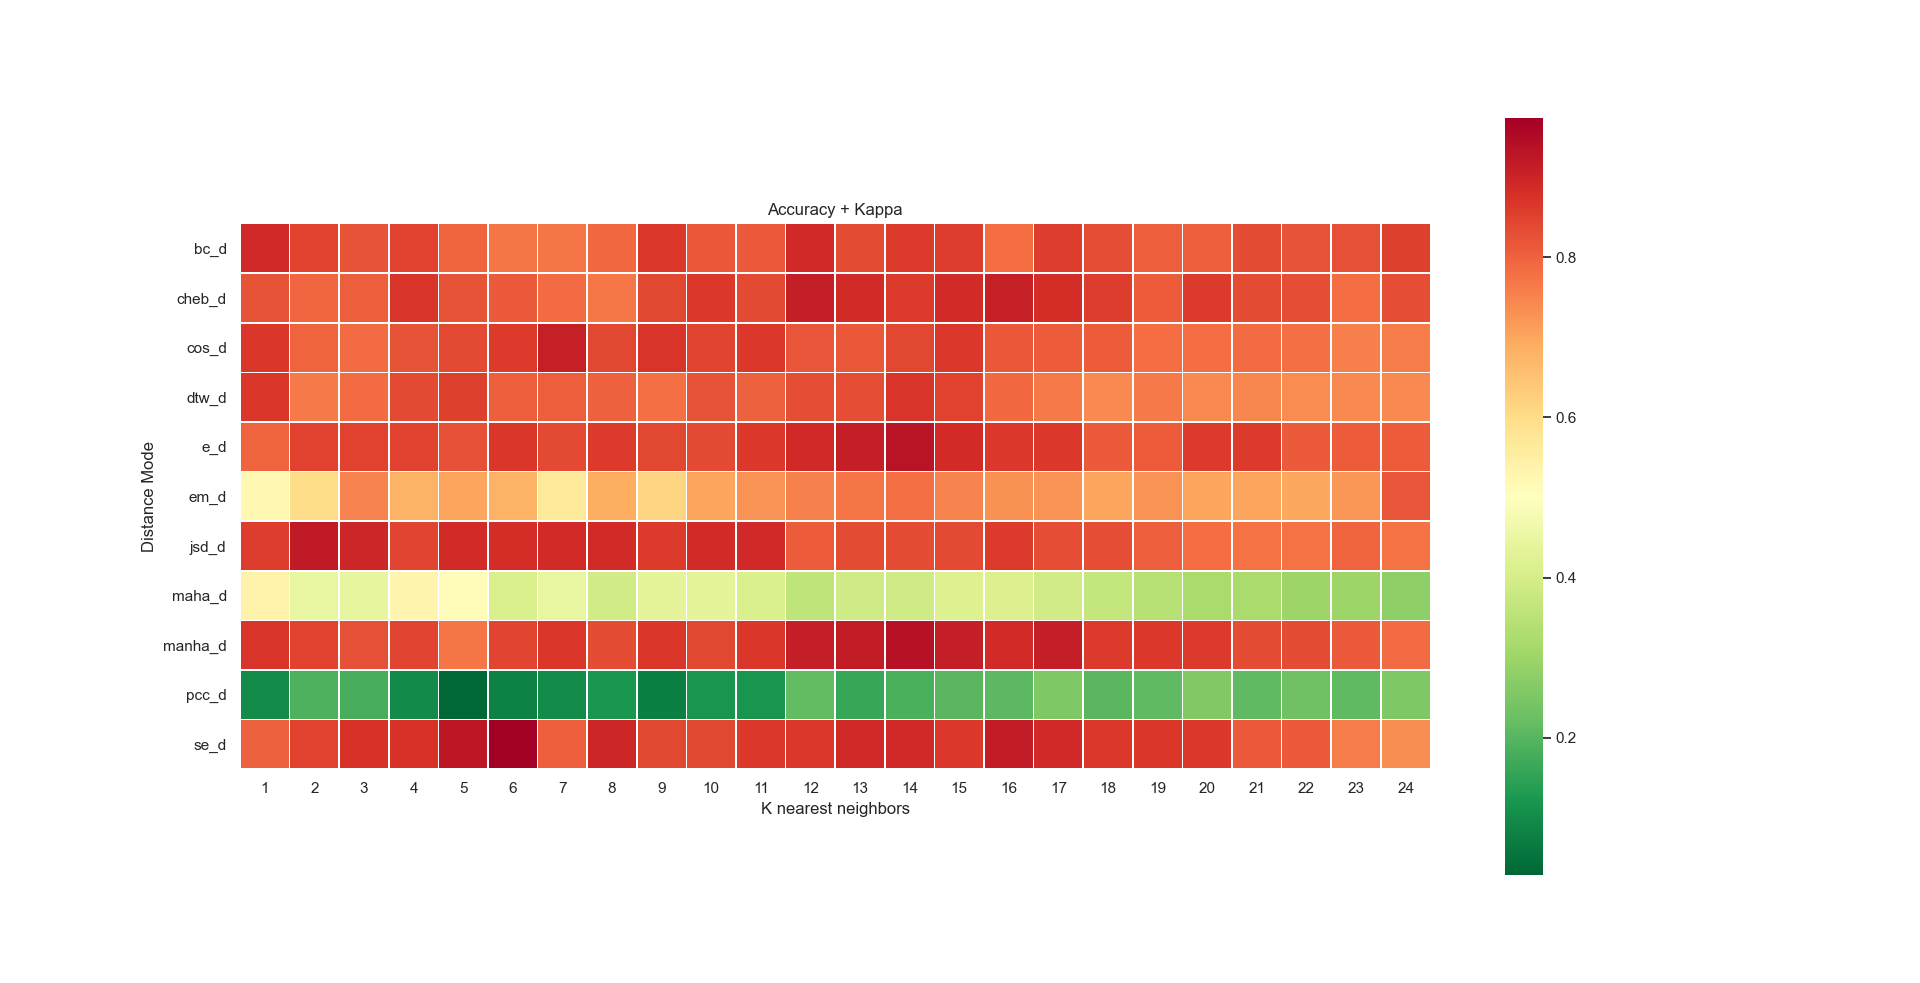 Accuracy + Kappa
Distance Mode
bc_d
cheb_d
cos_d
dtw_d
e_d
em_d
jsd_d
maha_d
manha_d
pcc_d
se_d
1 2 3 4 5 6 7 8 9 10 11 12 13 14 15 16 17 18 19 20 21 22 23 24
K nearest neighbors
0.8
0.6
0.4
0.2